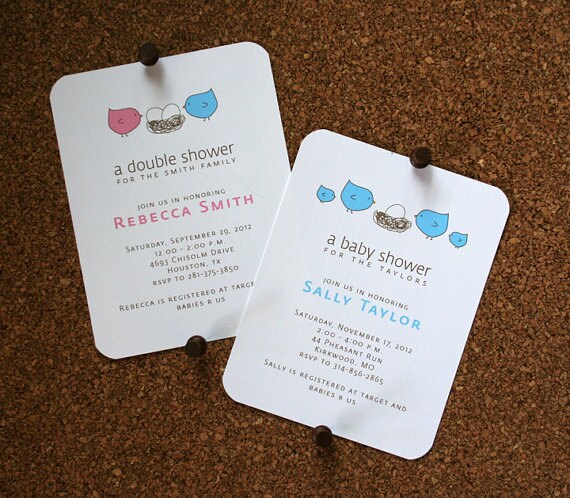 a double shower
FOR THE SMITH FAMILY
JOIN US IN HONORING
REBECCA SMITH
SATURDAY, SEPTEMBER 29, 2012
12:00 - 2:00 P.M.
4693 CHISOLM DRIVE
HOUSTON, TX
RSVP TO 281-375-3850
REBECCA IS REGISTERED AT TARGET
BABIES R US
a baby shower
FOR THE TAYLORS
JOIN US IN HONORING
SALLY TAYLOR
SATURDAY, NOVEMBER 17, 2012
2:00 - 4:00 P.M.
44 PHEASANT RUN
KIRKWOOD, MO
RSVP TO 314-856-2865
SALLY IS REGISTERED AT TARGET AND
BABIES R US